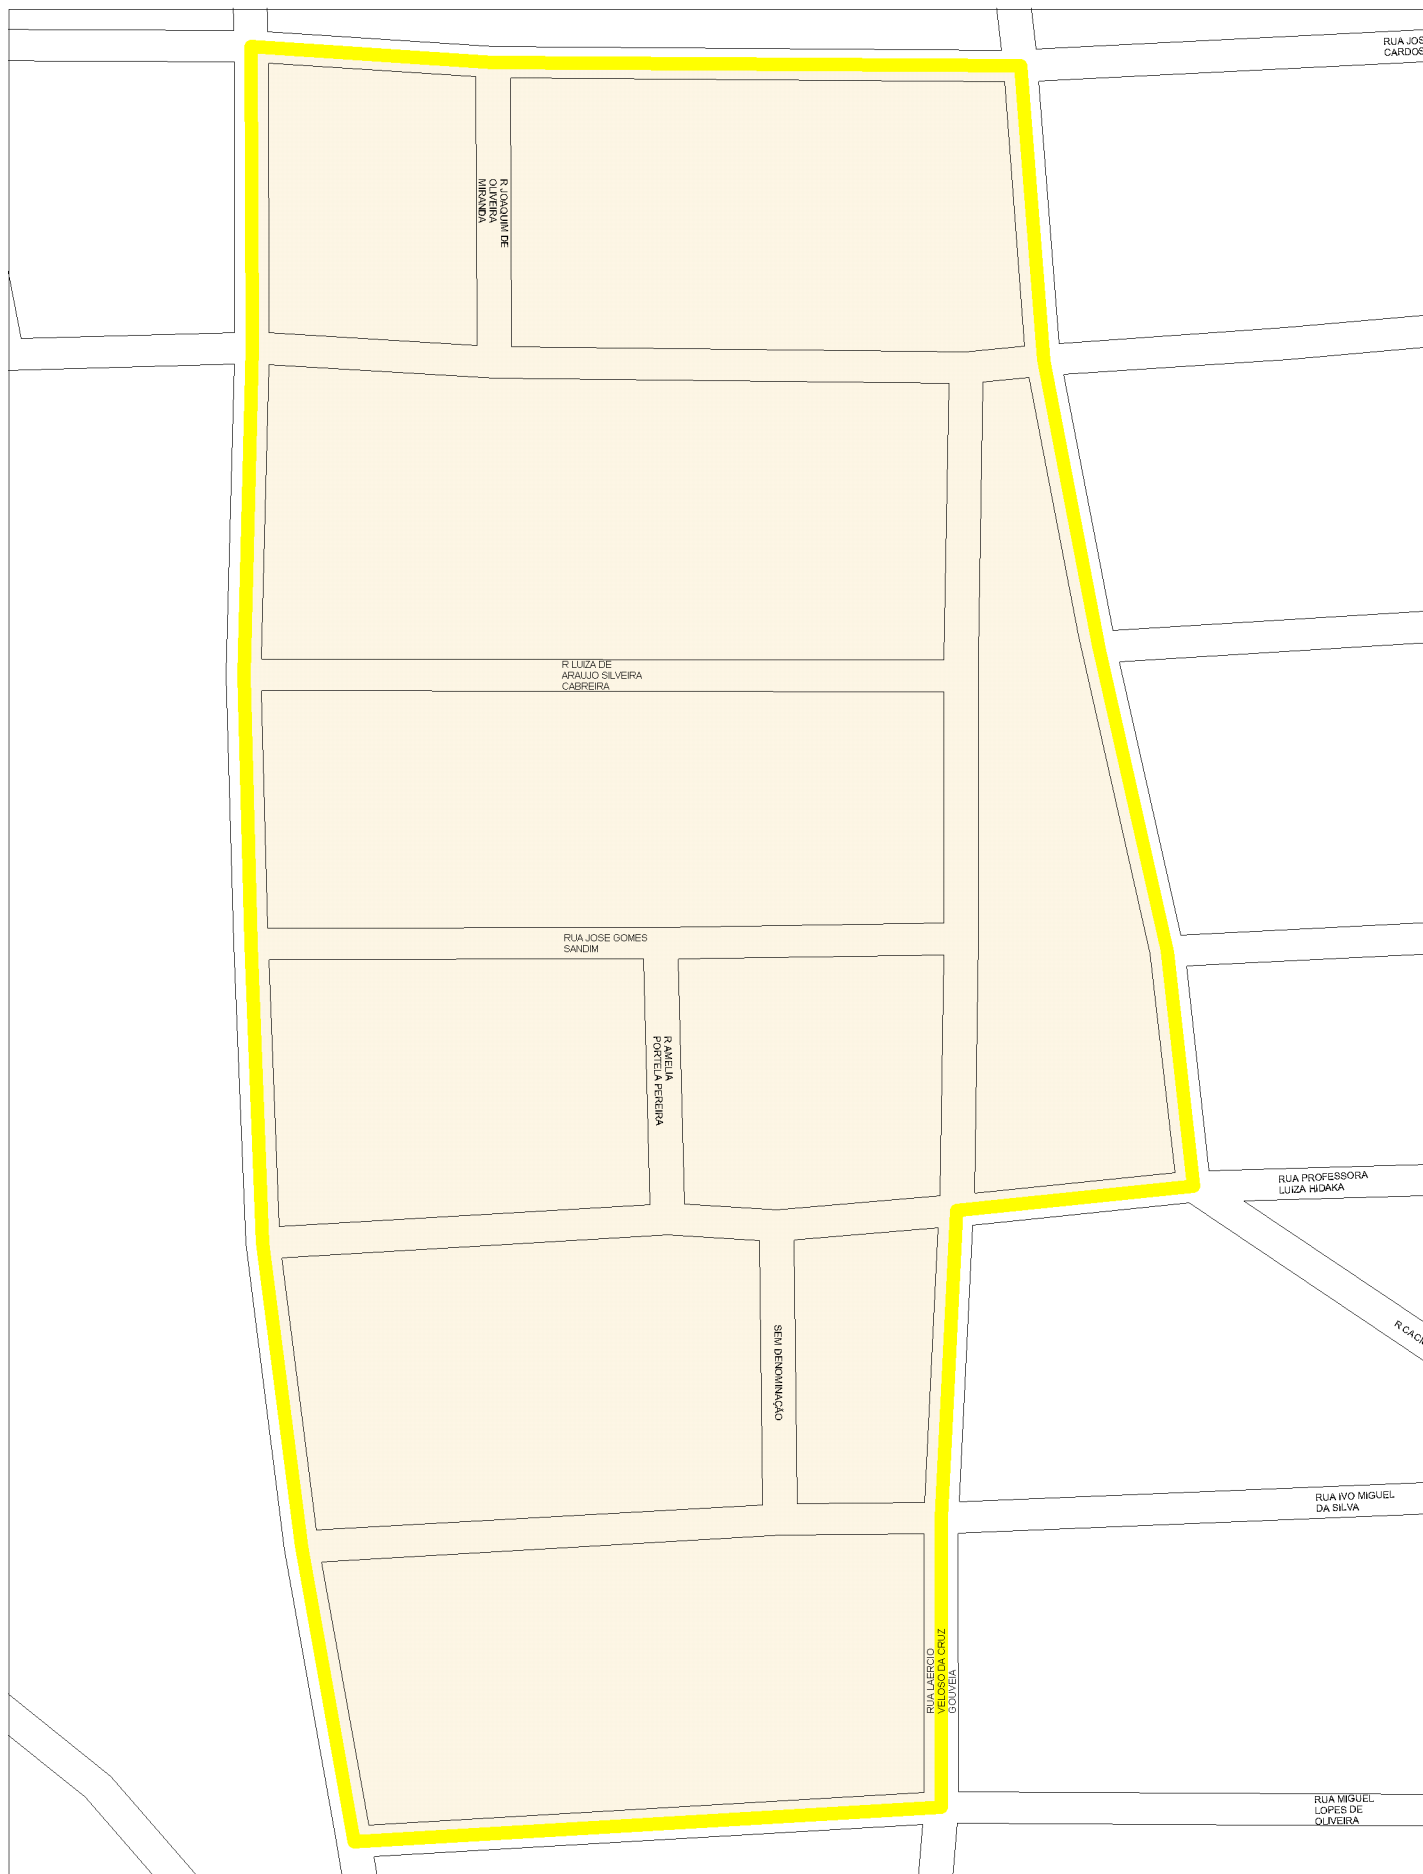 RUA JOS
CARDOS
R JOAQUIM DE
OLIVEIRA
MIRANDA
R LUIZA DE
ARAUJO SILVEIRA
CABREIRA
RUA JOSE GOMES
SANDIM
R AMELIA
PORTELA PEREIRA
RUA PROFESSORA
LUIZA HIDAKA
SEM DENOMINAÇÃO
R CACI
RUA IVO MIGUEL
DA SILVA
RUA LAERCIO
VELOSO DA CRUZ
GOUVEIA
RUA MIGUEL
LOPES DE
OLIVEIRA